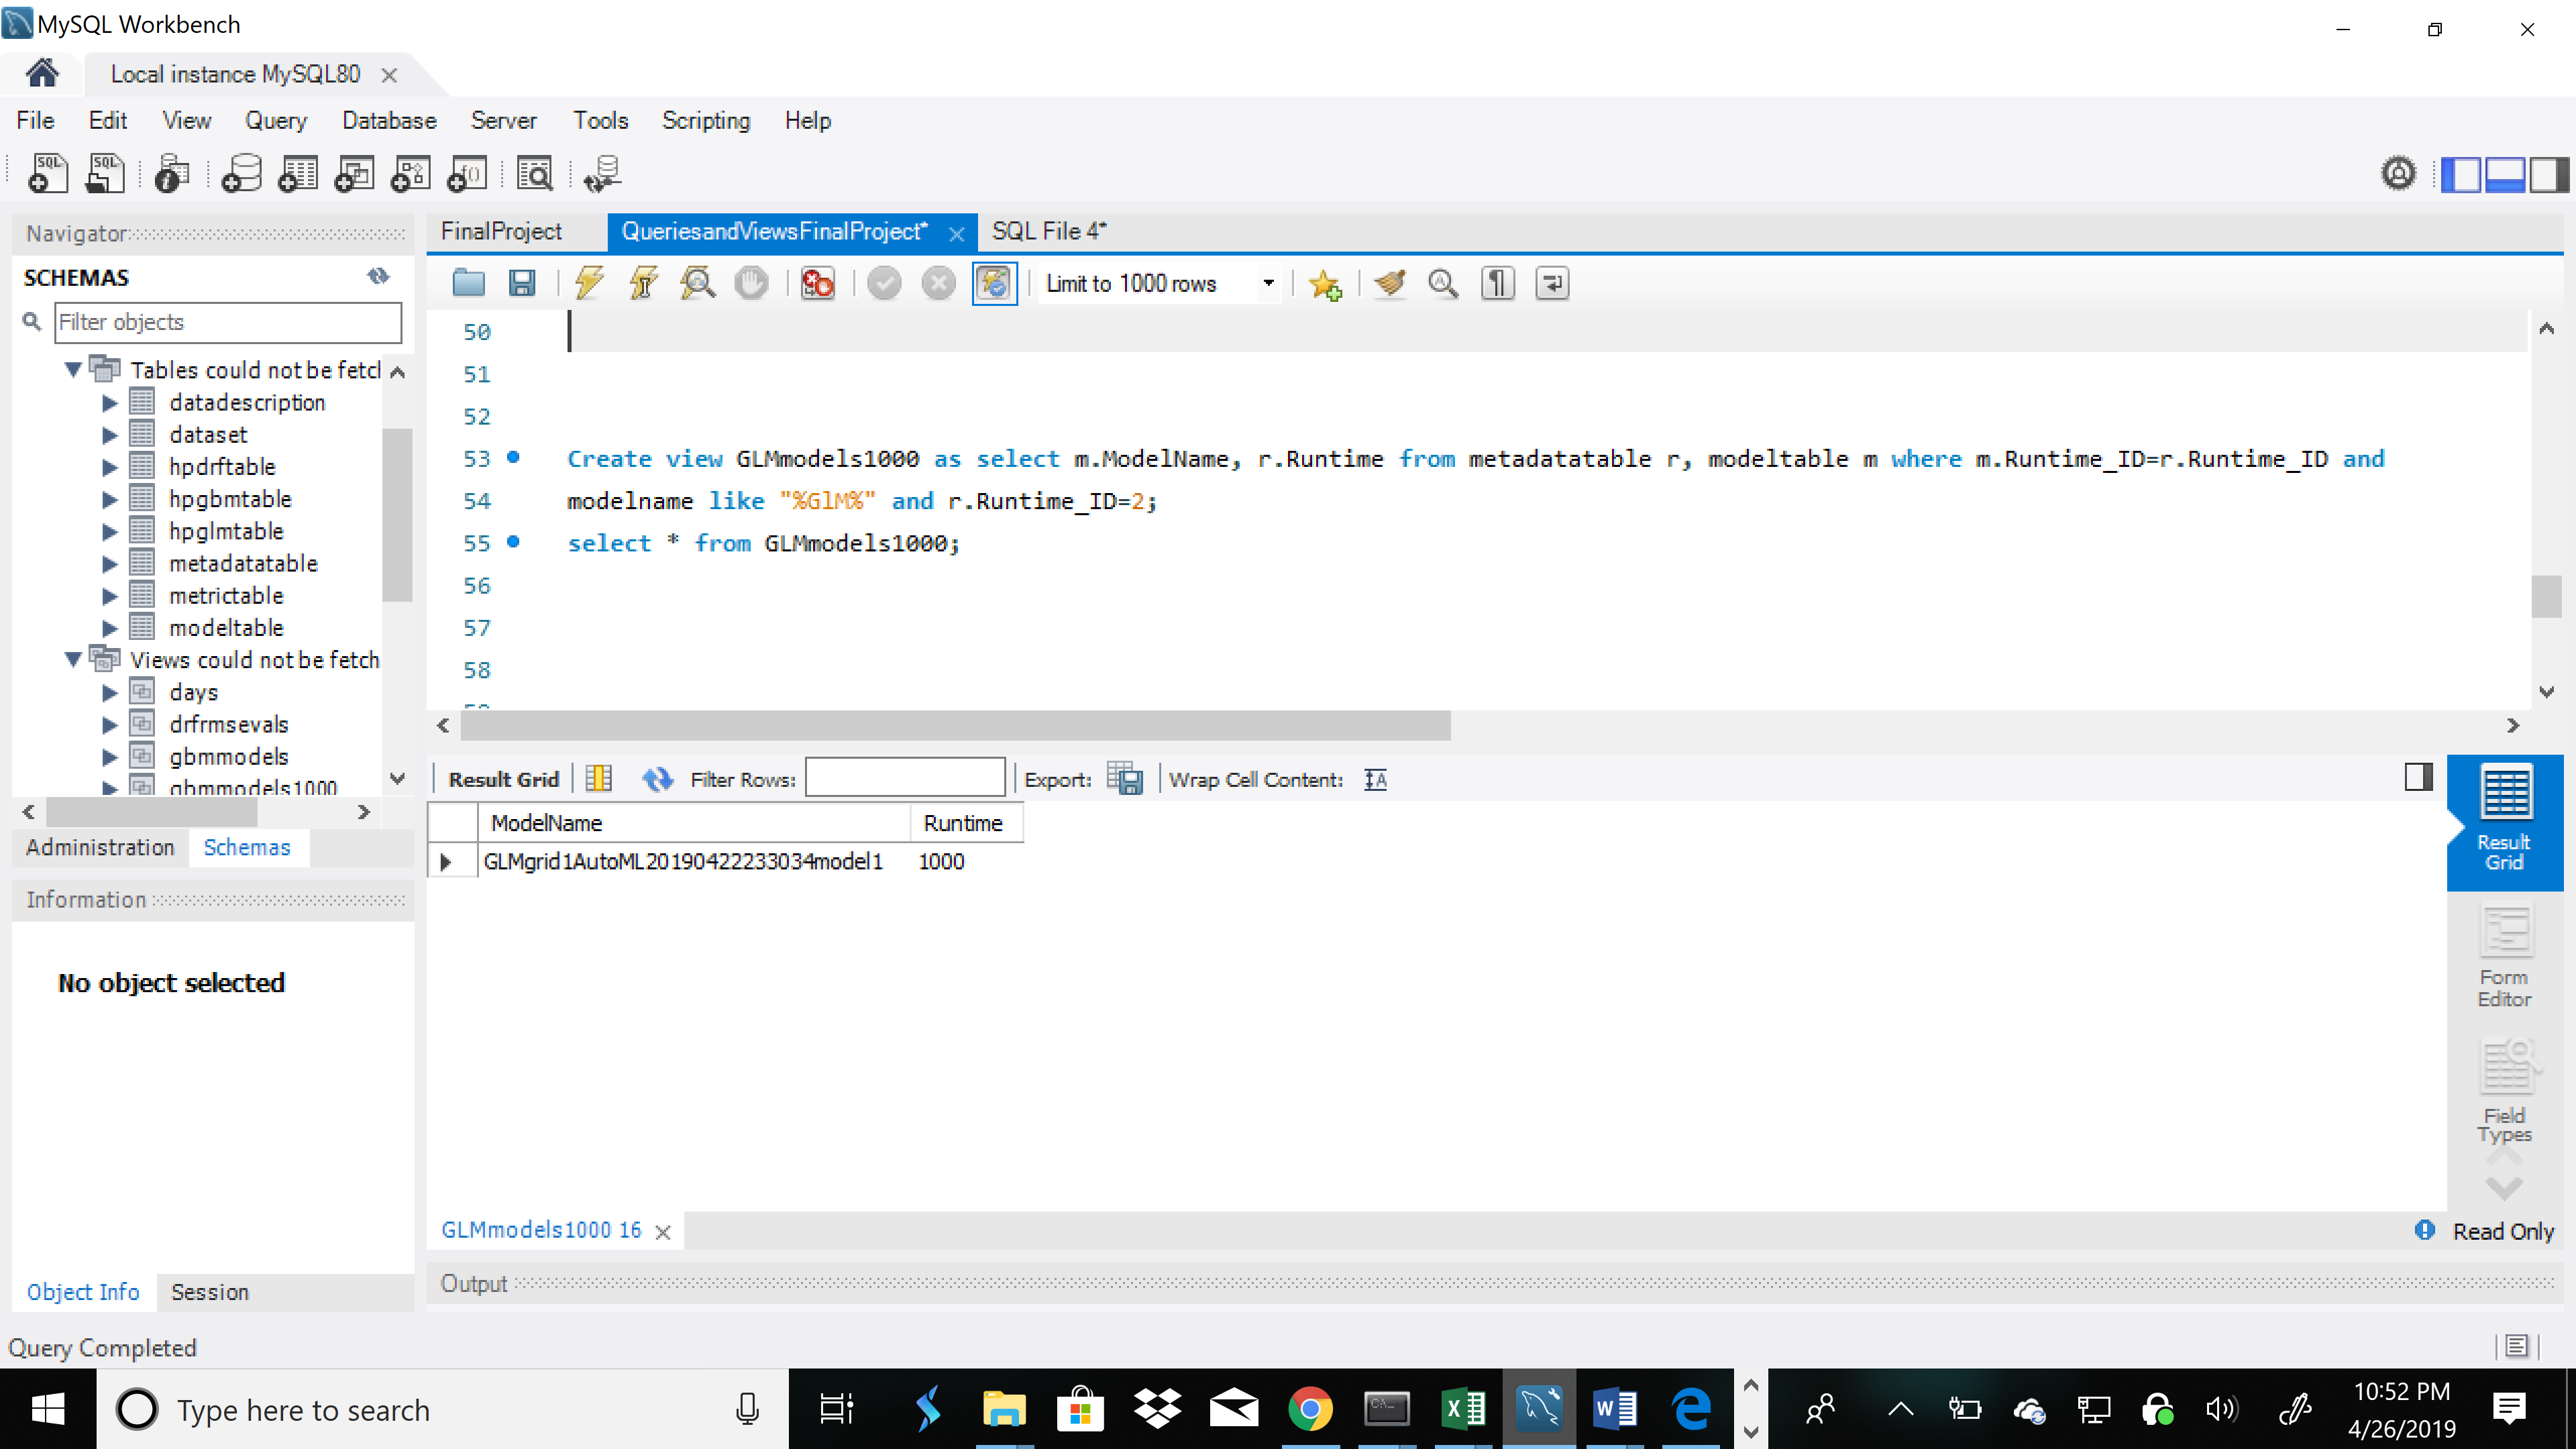 MySQL Workbench
Local instance MySQL80
File Edit View Query Database Server Tools Scripting Help
Navigator
SCHEMAS
Filter objects
Tables could not be fetcl
datadescription
dataset
hpdrftable
hpgbmtable
hpglmtable
metadatatable
metrictable
modeltable
Views could not be fetch
days
drfrmsevals
gbmmodels
gbmmodels1000
Administration Schemas
Information
No object selected
Object Info Session
FinalProject QueriesandViewsFinalProject* SQL File 4*
Limit to 1000 rows
50
51
52
53 Create view GLMmodels1000 as select m.ModelName, r.Runtime from metadatatable r, modeltable m where m.Runtime_ID=r.Runtime_ID and
54 modelname like "%GlM%" and r.Runtime_ID=2;
55 select * from GLMmodels1000;
56
57
58
Result Grid Filter Rows: Export: Wrap Cell Content:
ModelName Runtime
GLMgrid1AutoML20190422233034model1 1000
Result Grid
Form Editor
Field Types
GLMmodels1000 16
Read Only
Output
Query Completed
Type here to search
10:52 PM
4/26/2019